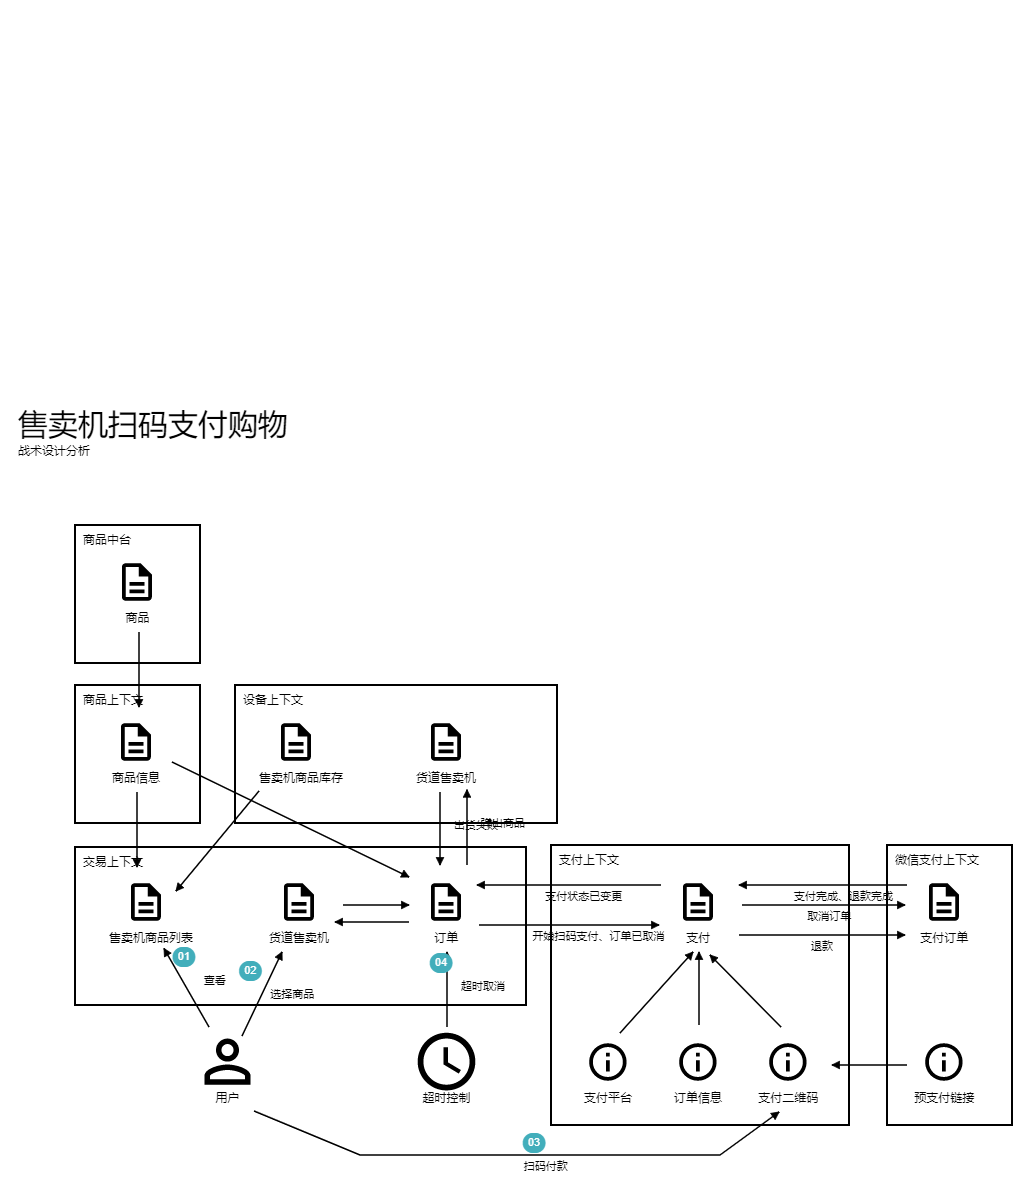 售卖机扫码支付购物
战术设计分析
商品中台
商品
商品上下文
设备上下文
商品信息
售卖机商品库存
货道售卖机
出货失败
弹出商品
交易上下文
支付上下文
微信支付上下文
支付状态已变更
支付完成、退款完成
取消订单
售卖机商品列表
货道售卖机
订单
开始扫码支付、订单已取消
支付
支付订单
退款
01
02
04
查看
选择商品
超时取消
用户
超时控制
支付平台
订单信息
支付二维码
预支付链接
03
扫码付款